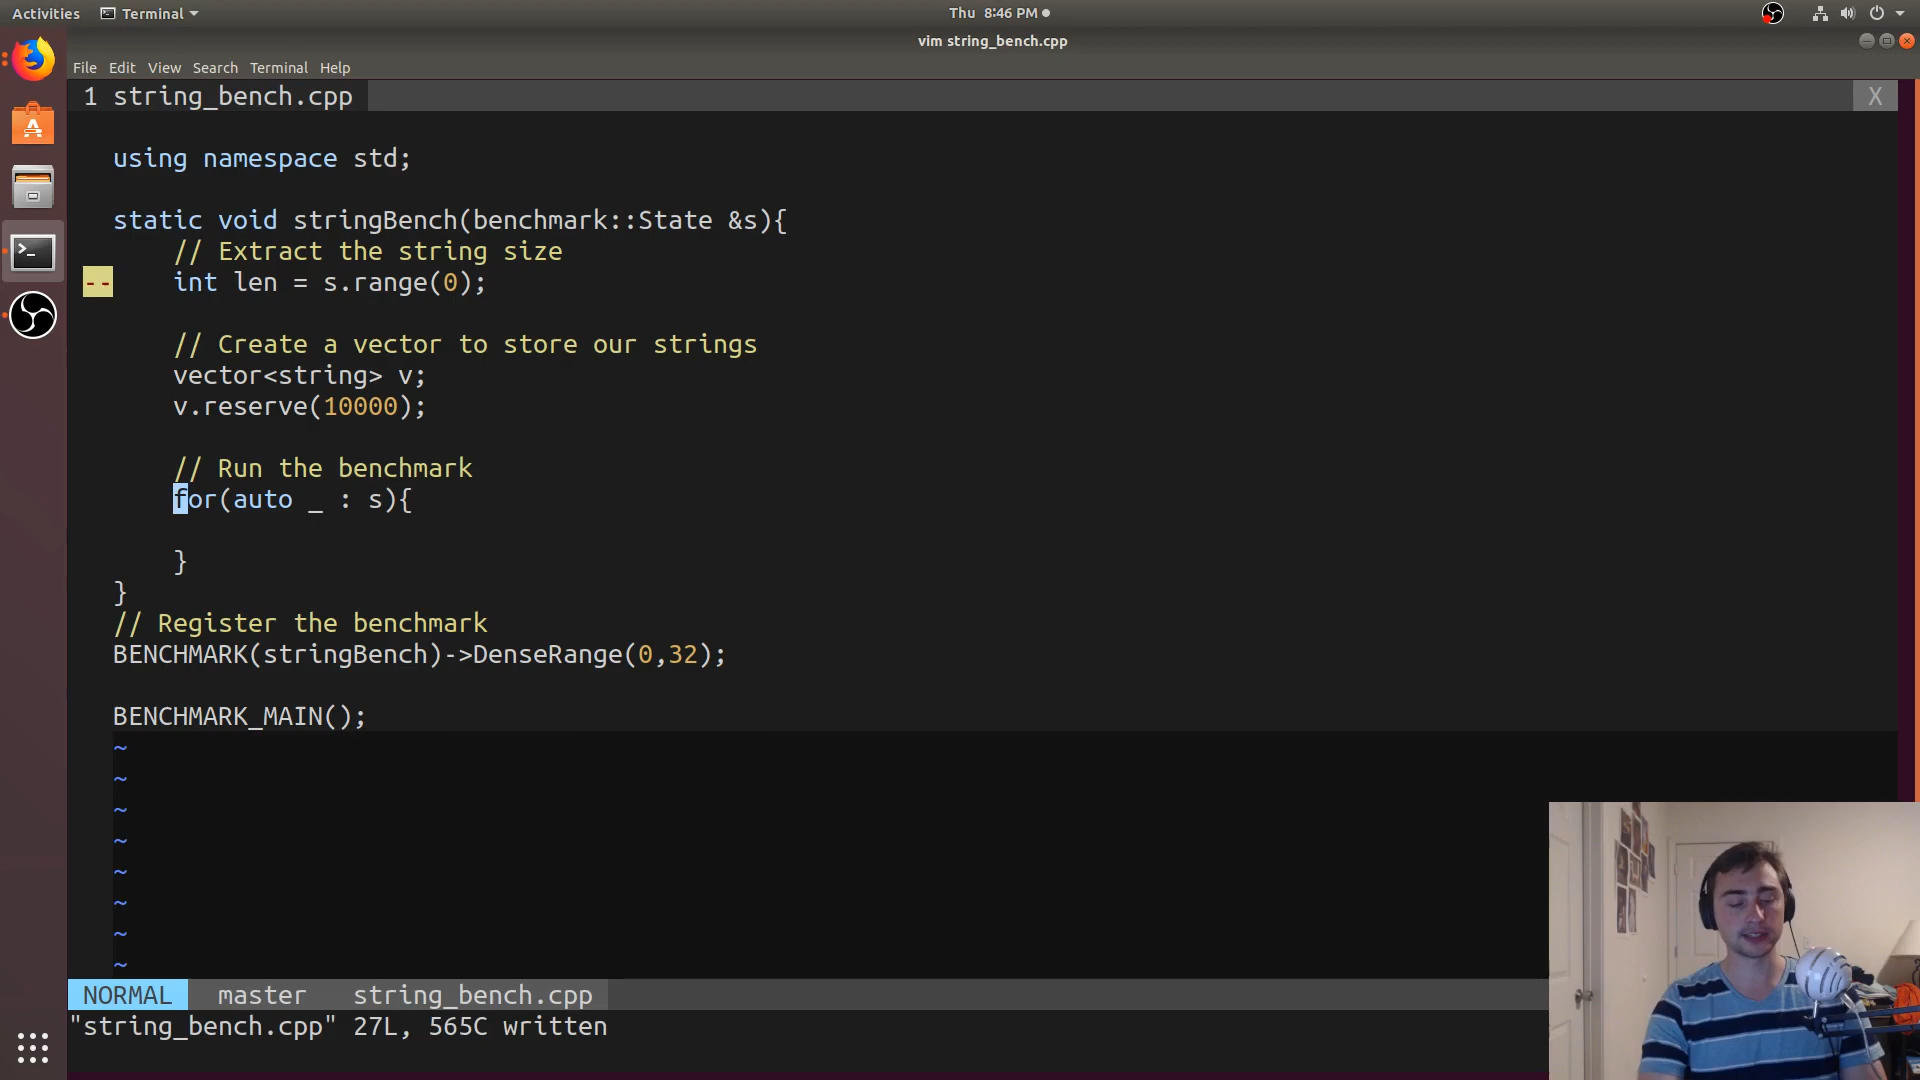 Activities Terminal Thu 8:46 PM
vim string_bench.cpp
File Edit View Search Terminal Help
1 string_bench.cpp X
using namespace std;
static void stringBench(benchmark::State &s){
// Extract the string size
-- int len = s.range(0);
// Create a vector to store our strings
vector<string> v;
v.reserve(10000);
// Run the benchmark
for(auto _ : s){
}
}
// Register the benchmark
BENCHMARK(stringBench)->DenseRange(0,32);
BENCHMARK_MAIN();
~
~
~
~
~
~
~
~
NORMAL master string_bench.cpp
"string_bench.cpp" 27L, 565C written